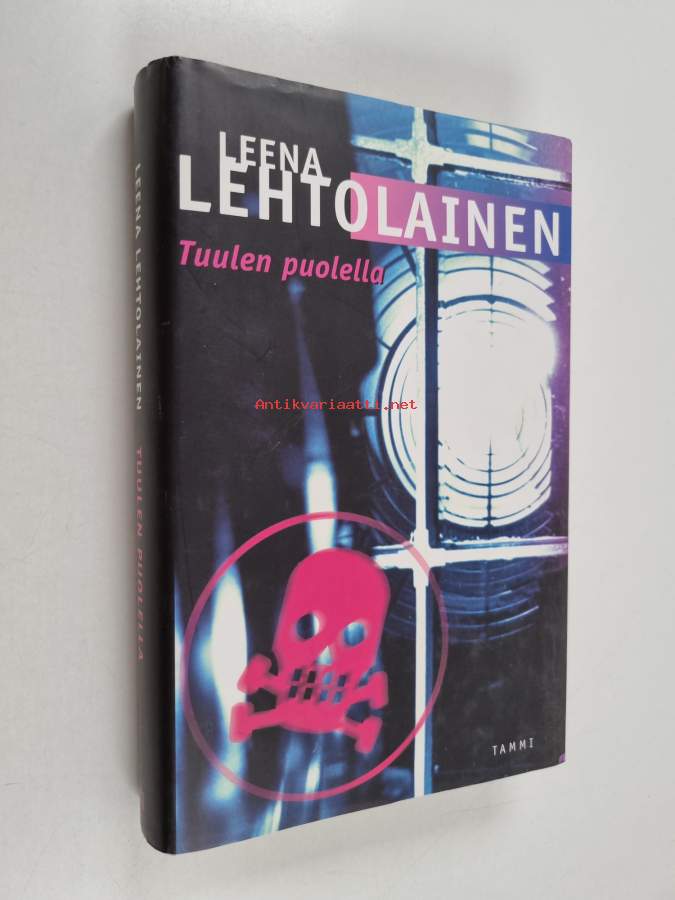 LEENA
LEHTOLAINEN
Tuulen puolella
Antikvariaatti.net
TAMMI
LEENA LEHTOLAINEN TUULEN PUOLELLA